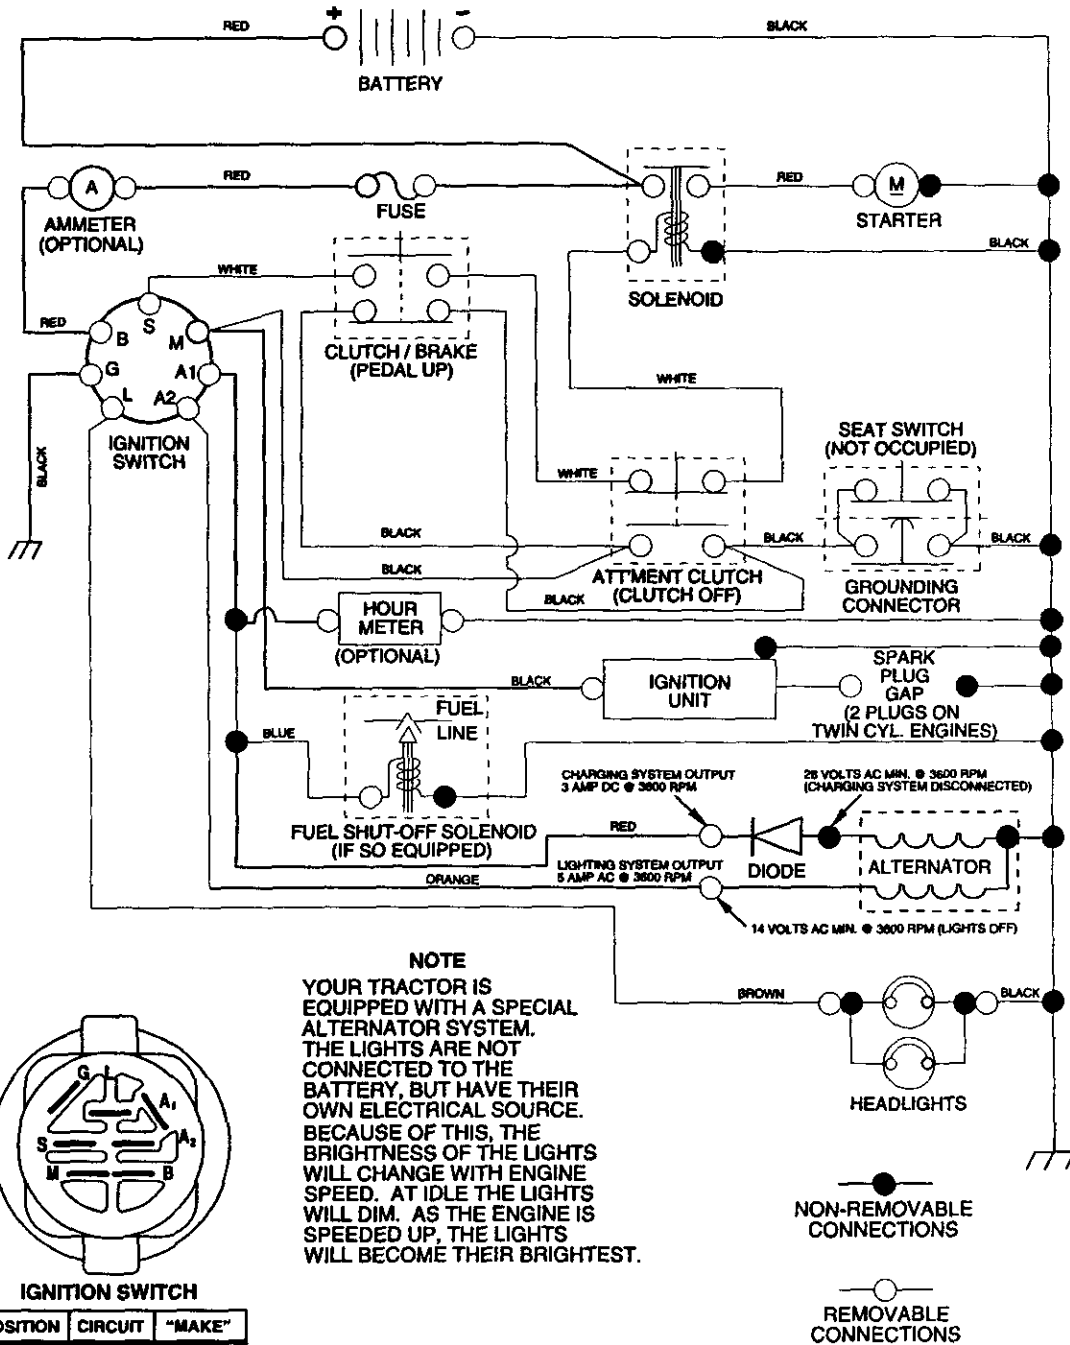 RED
+
-
BLACK
BATTERY
A
RED
FUSE
RED
M
STARTER
AMMETER
(OPTIONAL)
BLACK
WHITE
SOLENOID
RED
B
S
M
G
A1
L
A2
CLUTCH / BRAKE
(PEDAL UP)
WHITE
IGNITION
SWITCH
BLACK
SEAT SWITCH
(NOT OCCUPIED)
WHITE
BLACK
BLACK
BLACK
BLACK
ATT'MENT CLUTCH
(CLUTCH OFF)
GROUNDING
CONNECTOR
BLACK
HOUR
METER
(OPTIONAL)
BLACK
IGNITION
UNIT
SPARK
PLUG
GAP
(2 PLUGS ON
TWIN CYL. ENGINES)
FUEL
LINE
BLUE
CHARGING SYSTEM OUTPUT
3 AMP DC @ 3600 RPM
28 VOLTS AC MIN. @ 3600 RPM
(CHARGING SYSTEM DISCONNECTED)
FUEL SHUT-OFF SOLENOID
(IF SO EQUIPPED)
RED
DIODE
ALTERNATOR
LIGHTING SYSTEM OUTPUT
5 AMP AC @ 3600 RPM
ORANGE
14 VOLTS AC MIN. @ 3600 RPM (LIGHTS OFF)
NOTE
YOUR TRACTOR IS
EQUIPPED WITH A SPECIAL
ALTERNATOR SYSTEM.
THE LIGHTS ARE NOT
CONNECTED TO THE
BATTERY, BUT HAVE THEIR
OWN ELECTRICAL SOURCE.
BECAUSE OF THIS, THE
BRIGHTNESS OF THE LIGHTS
WILL CHANGE WITH ENGINE
SPEED. AT IDLE THE LIGHTS
WILL DIM. AS THE ENGINE IS
SPEEDED UP, THE LIGHTS
WILL BECOME THEIR BRIGHTEST.
BROWN
BLACK
HEADLIGHTS
G
L
A1
S
A2
M
B
IGNITION SWITCH
OSITION CIRCUIT "MAKE"
NON-REMOVABLE
CONNECTIONS
REMOVABLE
CONNECTIONS